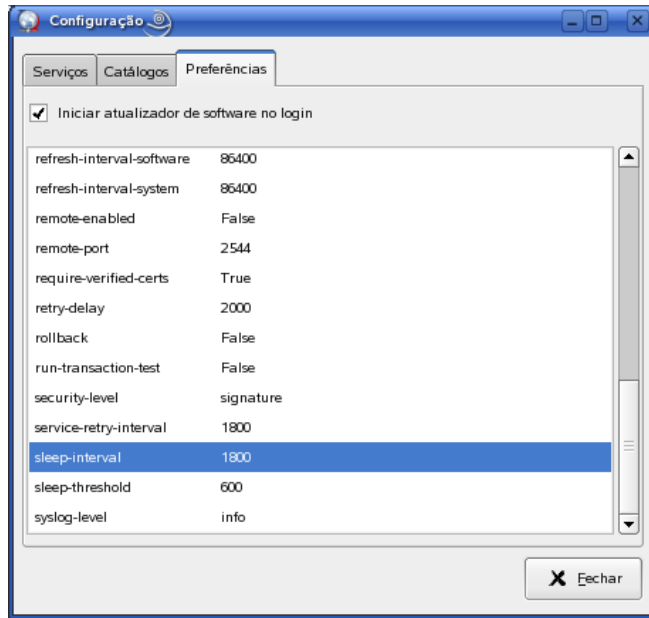 Configuração
Serviços Catálogos Preferências
Iniciar atualizador de software no login
refresh-interval-software 86400
refresh-interval-system 86400
remote-enabled False
remote-port 2544
require-verified-certs True
retry-delay 2000
rollback False
run-transaction-test False
security-level signature
service-retry-interval 1800
sleep-interval 1800
sleep-threshold 600
syslog-level info
Fechar